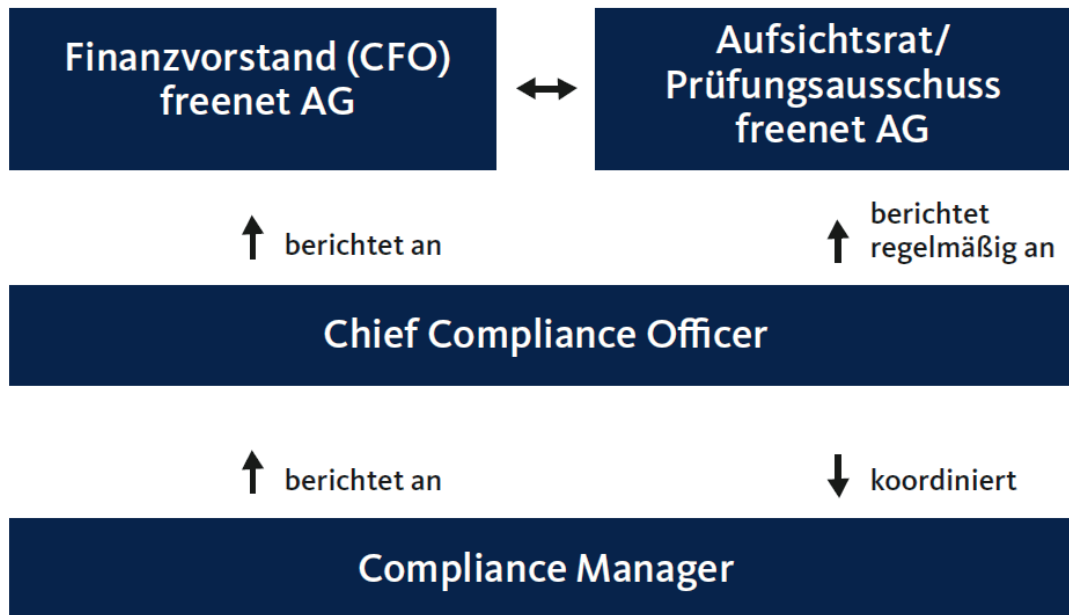 Finanzvorstand (CFO)
freenet AG
Aufsichtsrat/
Prüfungsausschuss
freenet AG
berichtet an
berichtet
regelmäßig an
Chief Compliance Officer
berichtet an
koordiniert
Compliance Manager